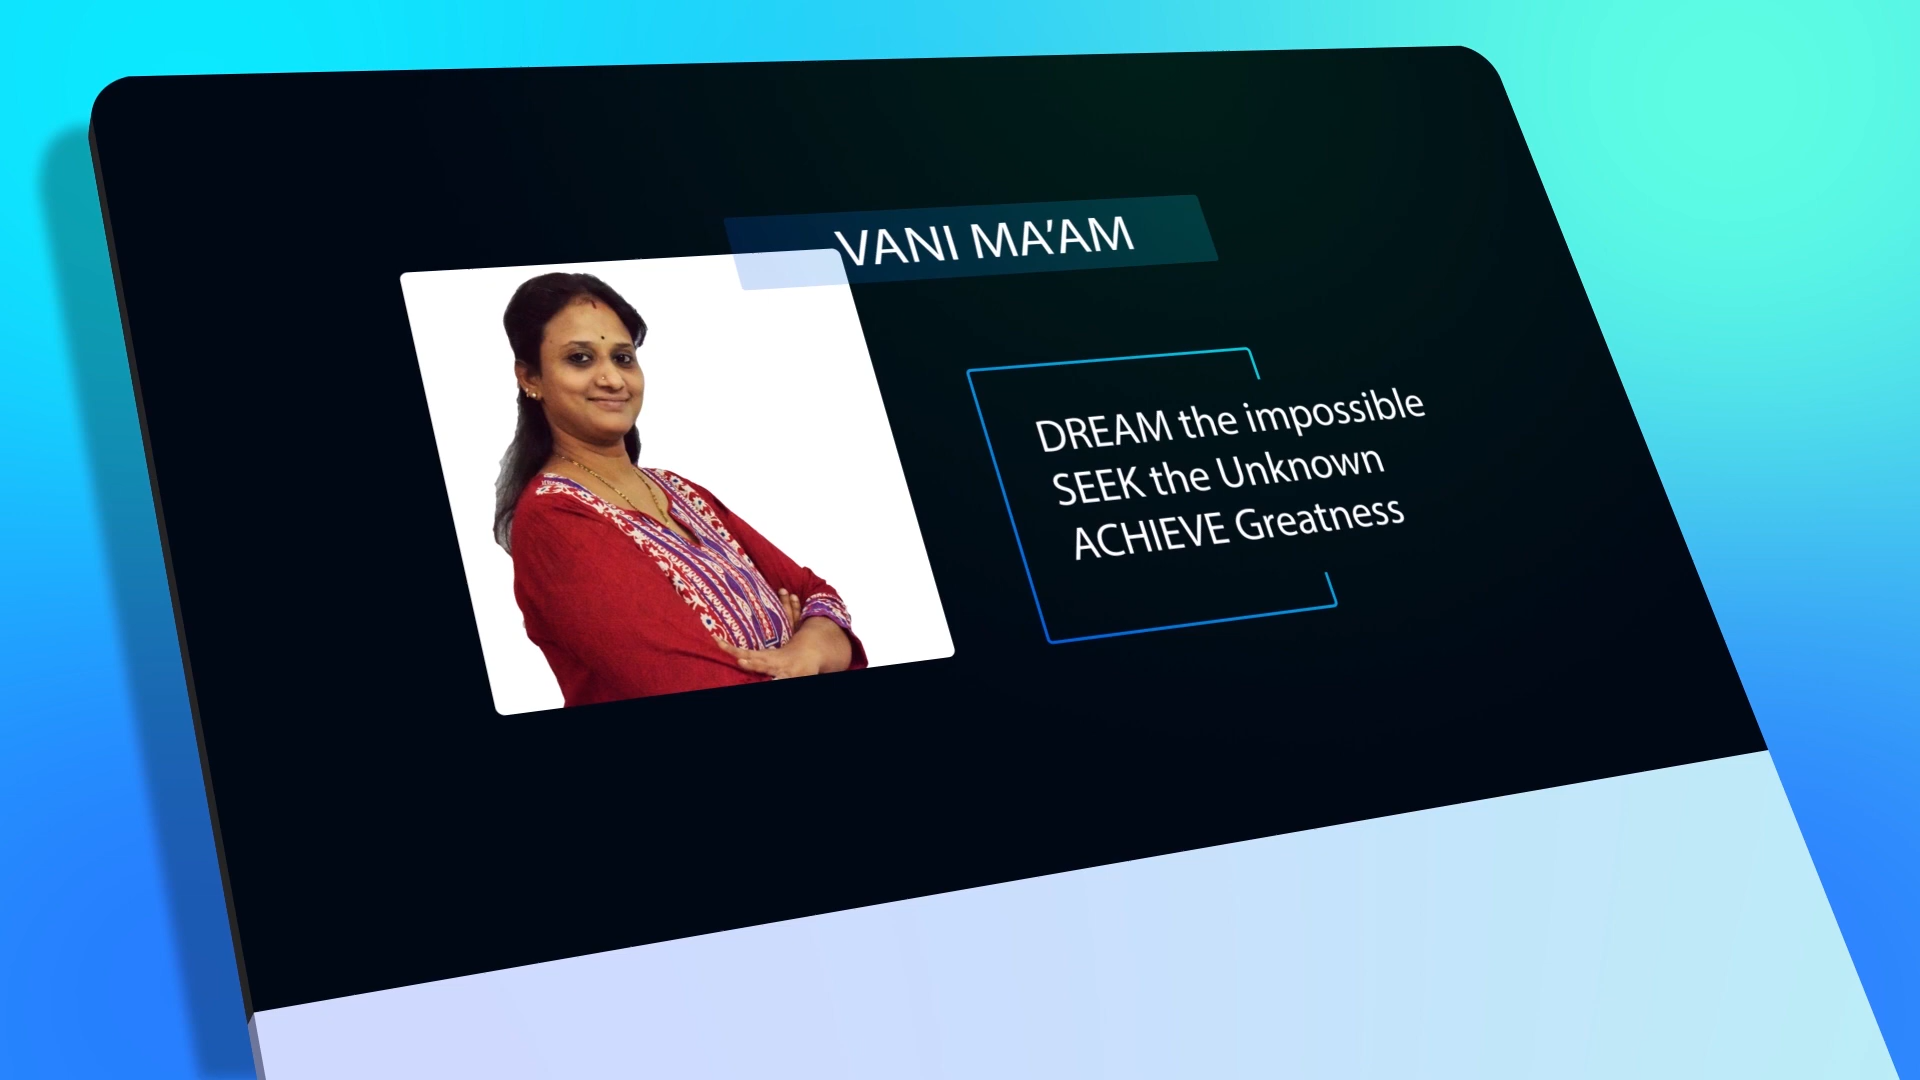 VANI MA’AM
DREAM the impossible
SEEK the Unknown
ACHIEVE Greatness